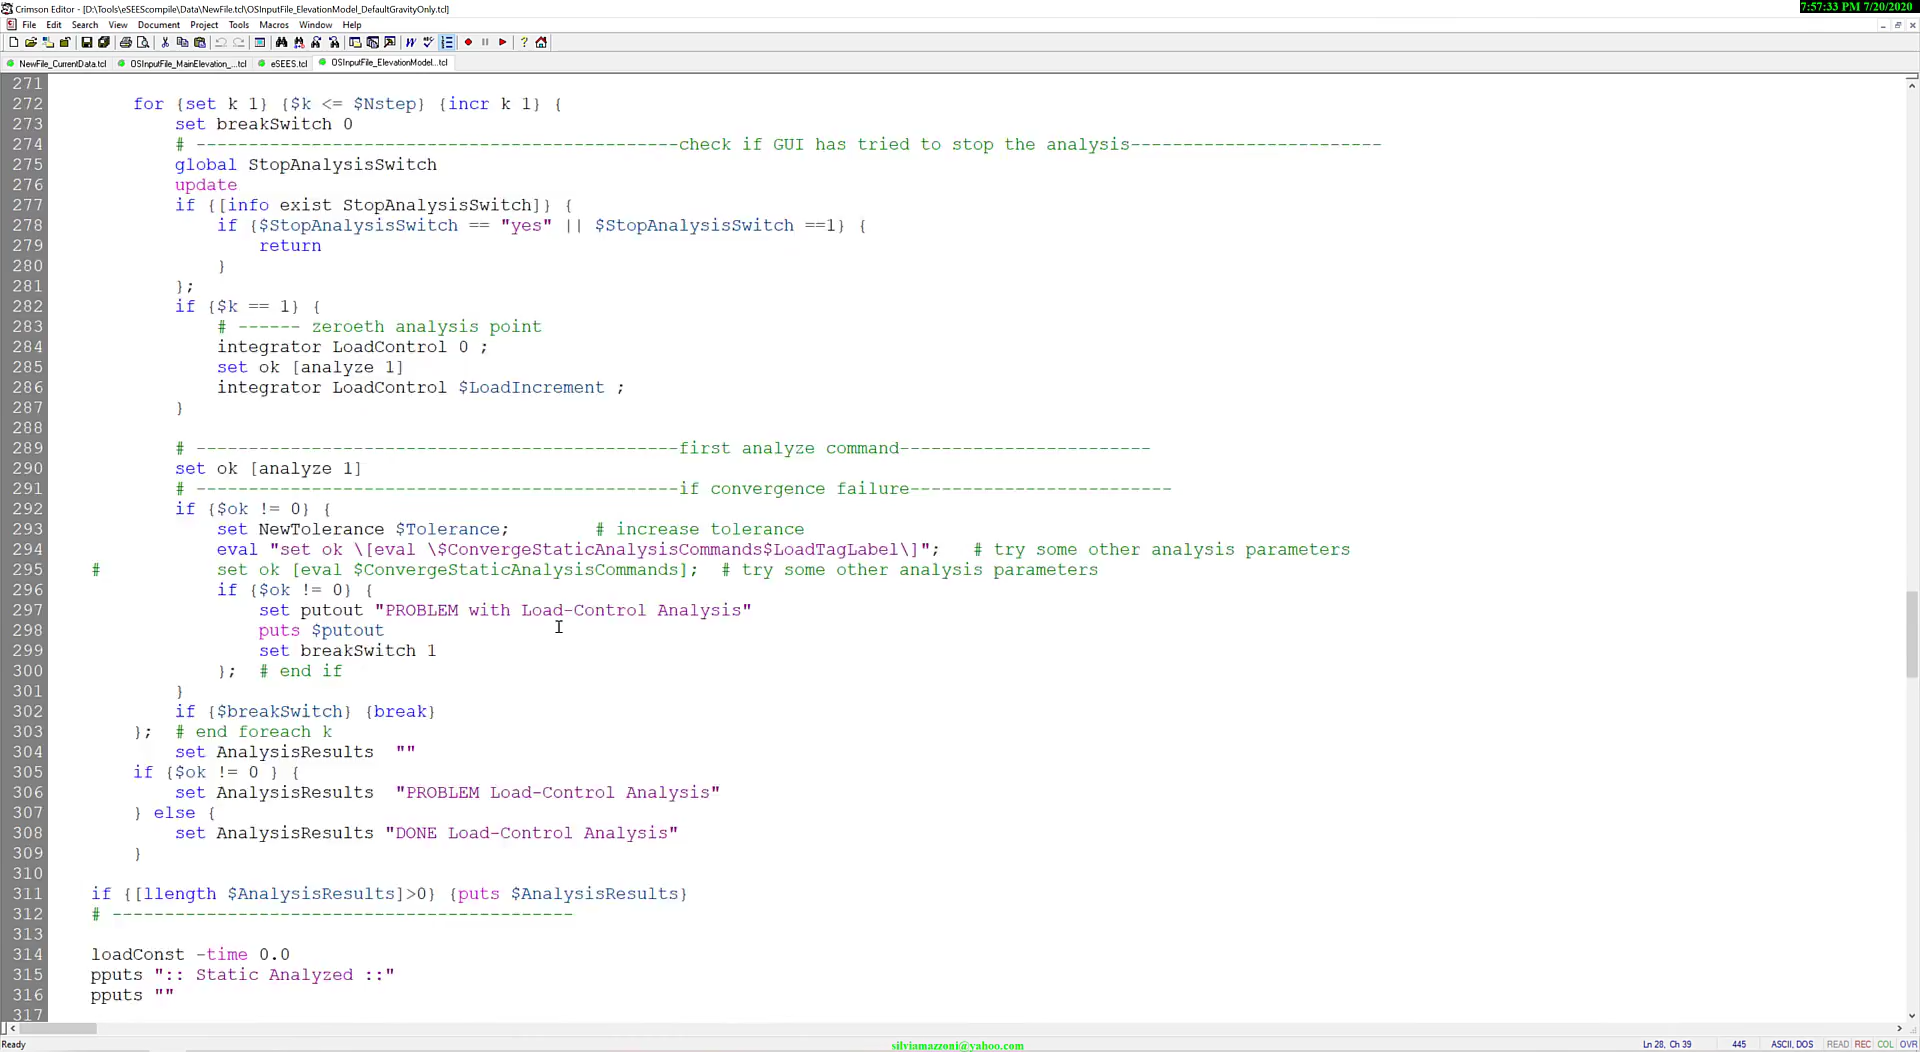 Crimson Editor - [D:\Tools\eSEEScompile\Data\NewFile.tcl\OSInputFile_ElevationModel_DefaultGravityOnly.tcl]
7:57:33 PM 7/20/2020
File Edit Search View Document Project Tools Macros Window Help
NewFile_CurrentData.tcl OSInputFile_MainElevation_...tcl eSEES.tcl OSInputFile_ElevationModel...tcl
271
272 for {set k 1} {$k <= $Nstep} {incr k 1} {
273 set breakSwitch 0
274 # ----------------------------------------------check if GUI has tried to stop the analysis------------------------
275 global StopAnalysisSwitch
276 update
277 if {[info exist StopAnalysisSwitch]} {
278 if {$StopAnalysisSwitch == "yes" || $StopAnalysisSwitch ==1} {
279 return
280 }
281 };
282 if {$k == 1} {
283 # ------ zeroeth analysis point
284 integrator LoadControl 0 ;
285 set ok [analyze 1]
286 integrator LoadControl $LoadIncrement ;
287 }
288
289 # ----------------------------------------------first analyze command------------------------
290 set ok [analyze 1]
291 # ----------------------------------------------if convergence failure-------------------------
292 if {$ok != 0} {
293 set NewTolerance $Tolerance; # increase tolerance
294 eval "set ok \[eval \$ConvergeStaticAnalysisCommands$LoadTagLabel\]"; # try some other analysis parameters
295 # set ok [eval $ConvergeStaticAnalysisCommands]; # try some other analysis parameters
296 if {$ok != 0} {
297 set putout "PROBLEM with Load-Control Analysis"
298 puts $putout
299 set breakSwitch 1
300 }; # end if
301 }
302 if {$breakSwitch} {break}
303 }; # end foreach k
304 set AnalysisResults ""
305 if {$ok != 0 } {
306 set AnalysisResults "PROBLEM Load-Control Analysis"
307 } else {
308 set AnalysisResults "DONE Load-Control Analysis"
309 }
310
311 if {[llength $AnalysisResults]>0} {puts $AnalysisResults}
312 # --------------------------------------------
313
314 loadConst -time 0.0
315 pputs ":: Static Analyzed ::"
316 pputs ""
317
Ready silviamazzoni@yahoo.com Ln 28, Ch 39 445 ASCII, DOS READ REC COL OVR